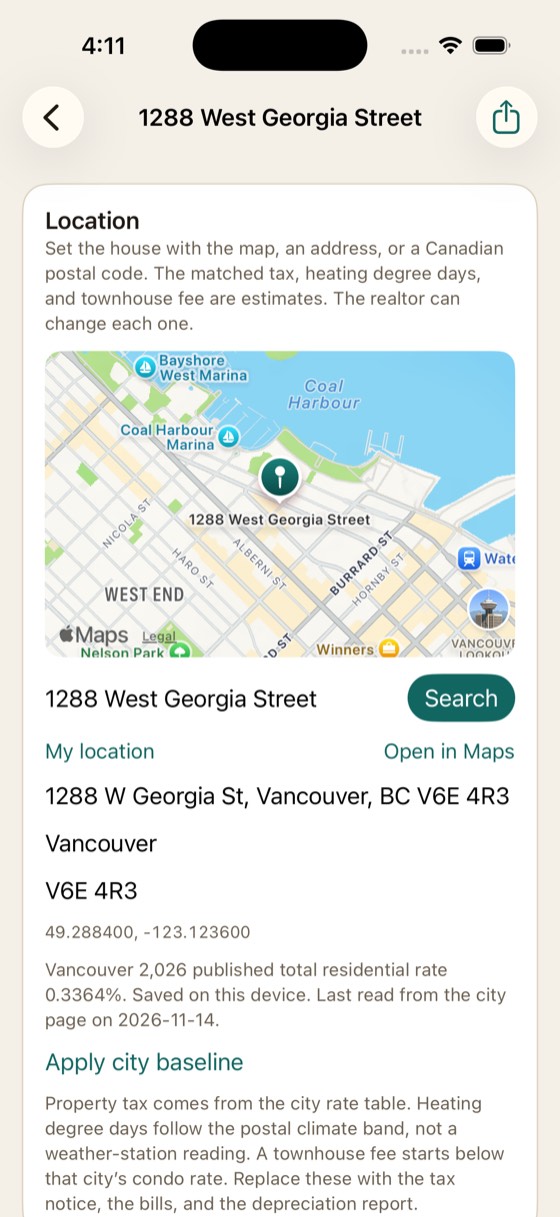 4:11
1288 West Georgia Street
Location
Set the house with the map, an address, or a Canadian
postal code. The matched tax, heating degree days,
and townhouse fee are estimates. The realtor can
change each one.
Bayshore
West Marina
Coal
Harbour
Coal Harbour
Marina
1288 West Georgia Street
NICOLA ST
HARO ST
ALBERNI ST
BURRARD ST
HORNBY ST
WEST END
Maps
Legal
Nelson Park
D ST
Winners
VANCOUV
1288 West Georgia Street
Search
My location
Open in Maps
1288 W Georgia St, Vancouver, BC V6E 4R3
Vancouver
V6E 4R3
49.288400, -123.123600
Vancouver 2,026 published total residential rate
0.3364%. Saved on this device. Last read from the city
page on 2026-11-14.
Apply city baseline
Property tax comes from the city rate table. Heating
degree days follow the postal climate band, not a
weather-station reading. A townhouse fee starts below
that city’s condo rate. Replace these with the tax
notice, the bills, and the depreciation report.